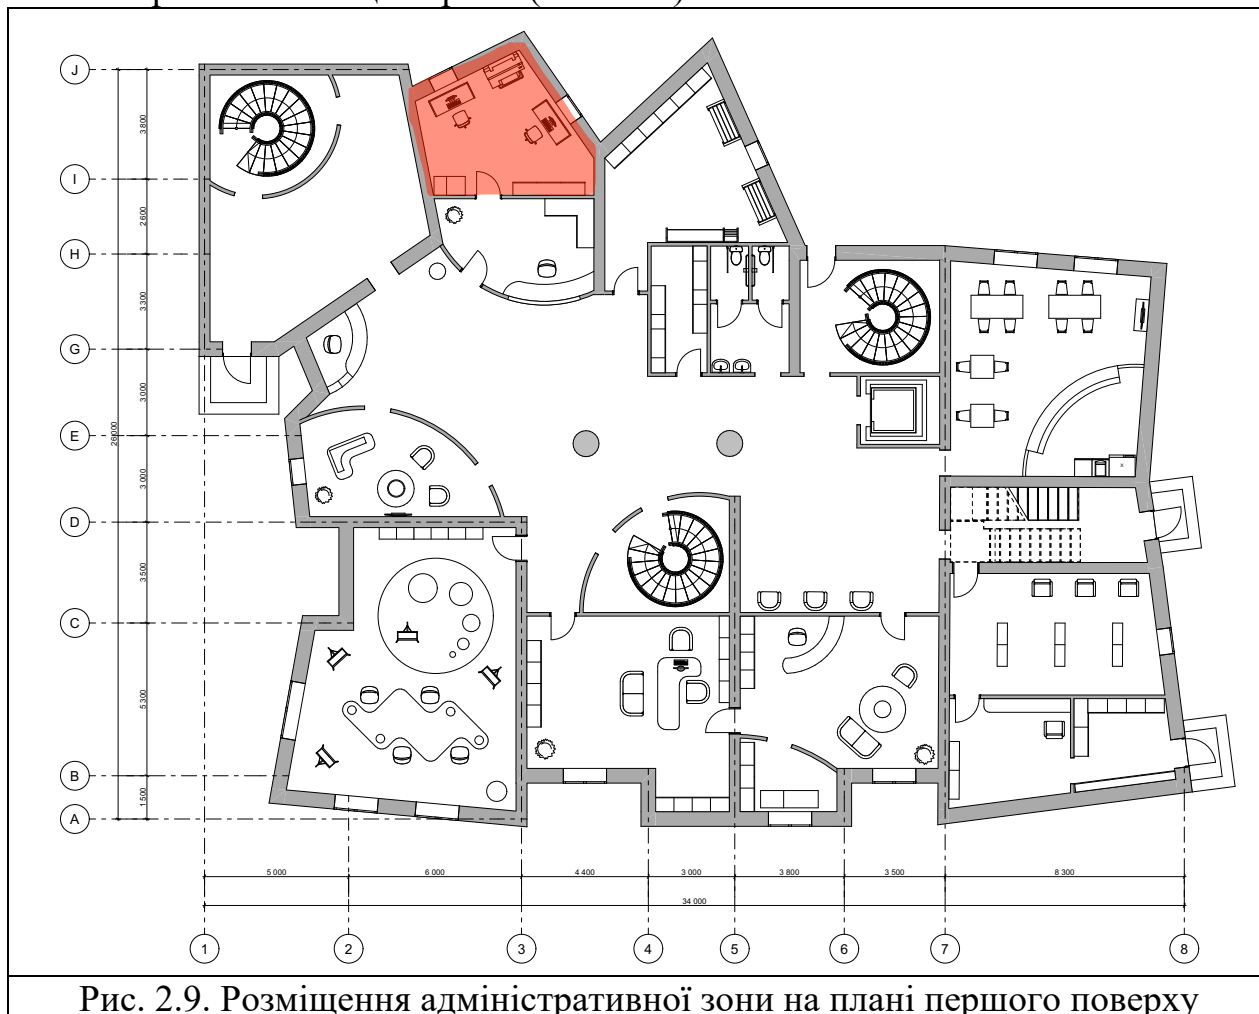 J
I
H
G
E
D
C
B
A
3 800
2 600
3 300
3 000
26000
3 000
3 500
5 300
1 500
x
5 000
6 000
4 400
3 000
3 800
3 500
8 300
34 000
1
2
3
4
5
6
7
8
Рис. 2.9. Розміщення адміністративної зони на плані першого поверху